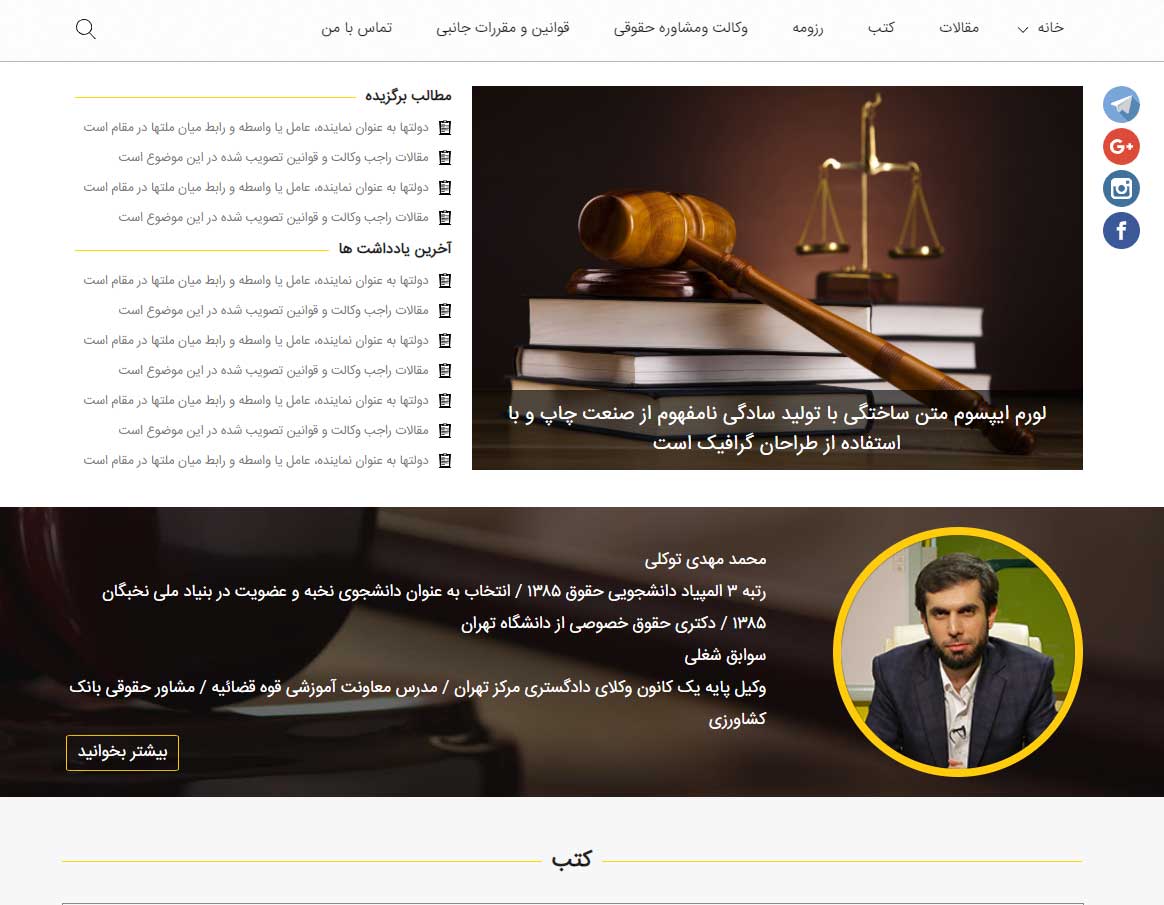 خانه
مقالات
کتب
رزومه
وکالت ومشاوره حقوقی
قوانین و مقررات جانبی
تماس با من
G+
f
لورم ایپسوم متن ساختگی با تولید سادگی نامفهوم از صنعت چاپ و با
استفاده از طراحان گرافیک است
مطالب برگزیده
دولتها به عنوان نماینده، عامل یا واسطه و رابط میان ملتها در مقام است
مقالات راجب وکالت و قوانین تصویب شده در این موضوع است
دولتها به عنوان نماینده، عامل یا واسطه و رابط میان ملتها در مقام است
مقالات راجب وکالت و قوانین تصویب شده در این موضوع است
آخرین یادداشت ها
دولتها به عنوان نماینده، عامل یا واسطه و رابط میان ملتها در مقام است
مقالات راجب وکالت و قوانین تصویب شده در این موضوع است
دولتها به عنوان نماینده، عامل یا واسطه و رابط میان ملتها در مقام است
مقالات راجب وکالت و قوانین تصویب شده در این موضوع است
دولتها به عنوان نماینده، عامل یا واسطه و رابط میان ملتها در مقام است
مقالات راجب وکالت و قوانین تصویب شده در این موضوع است
دولتها به عنوان نماینده، عامل یا واسطه و رابط میان ملتها در مقام است
محمد مهدی توکلی
رتبه ۳ المپیاد دانشجویی حقوق ۱۳۸۵ / انتخاب به عنوان دانشجوی نخبه و عضویت در بنیاد ملی نخبگان
۱۳۸۵ / دکتری حقوق خصوصی از دانشگاه تهران
سوابق شغلی
وکیل پایه یک کانون وکلای دادگستری مرکز تهران / مدرس معاونت آموزشی قوه قضائیه / مشاور حقوقی بانک
کشاورزی
بیشتر بخوانید
کتب